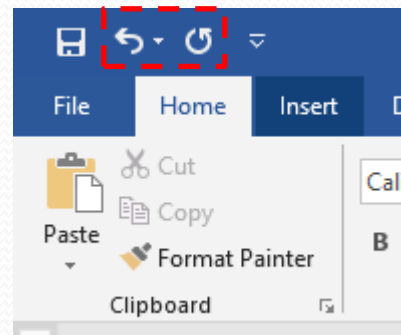 File Home Insert D
Cut
Cal
Copy
Paste
B
Format Painter
Clipboard